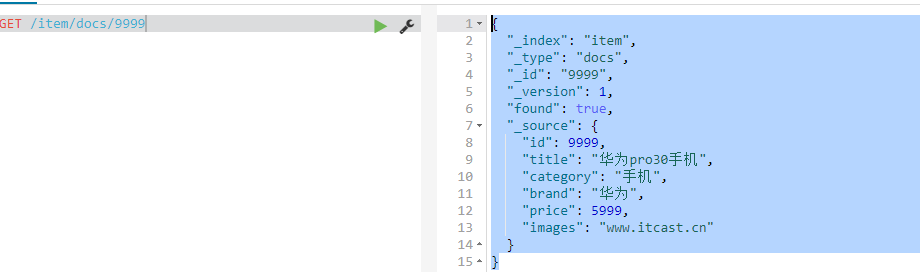 GET /item/docs/9999
1 {
2 "_index": "item",
3 "_type": "docs",
4 "_id": "9999",
5 "_version": 1,
6 "found": true,
7 "_source": {
8 "id": 9999,
9 "title": "华为pro30手机",
10 "category": "手机",
11 "brand": "华为",
12 "price": 5999,
13 "images": "www.itcast.cn"
14 }
15 }